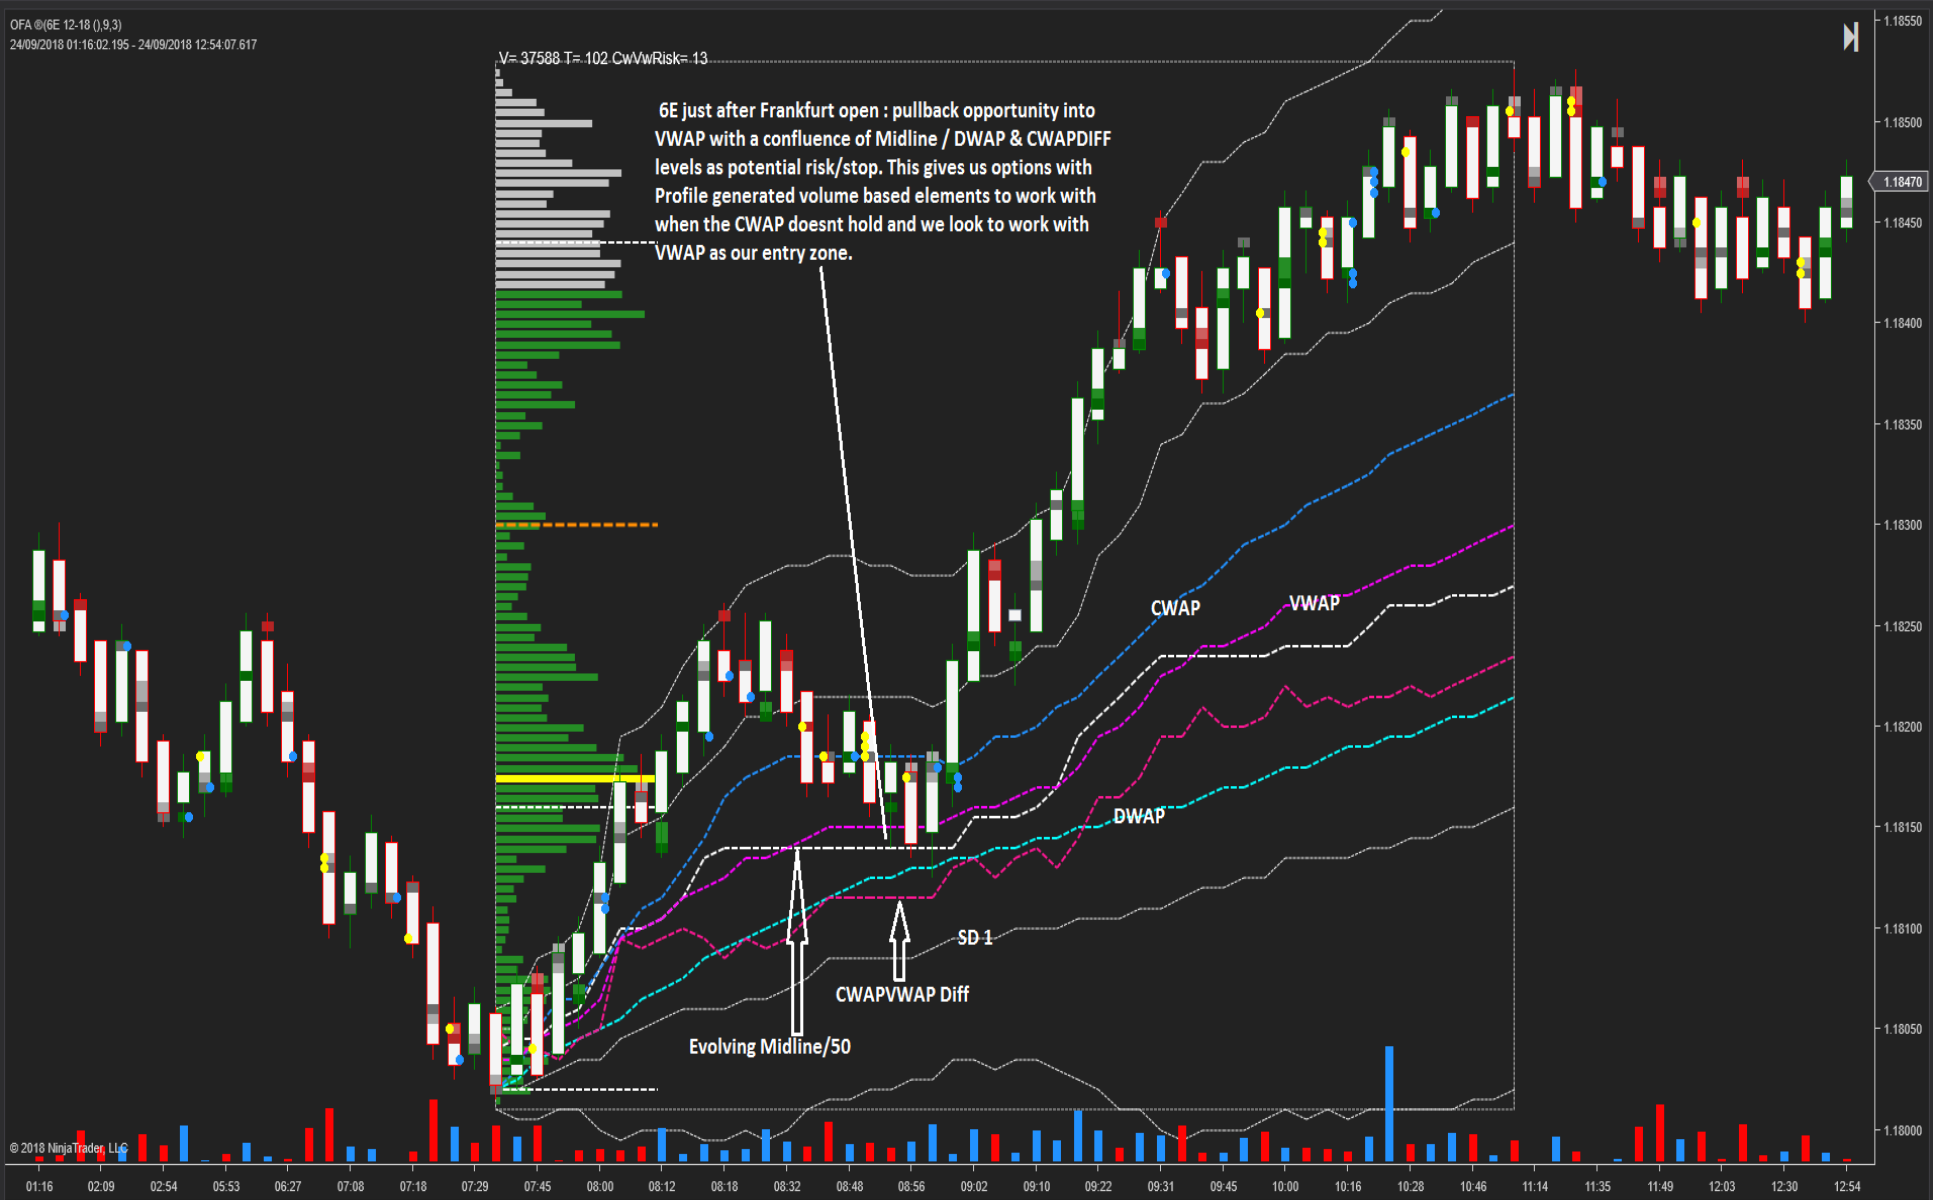 OFA ®(6E 12-18 (),9,3)
24/09/2018 01:16:02.195 - 24/09/2018 12:54:07.617
V= 37588 T= 102 CwVwRisk= 13
6E just after Frankfurt open : pullback opportunity into
VWAP with a confluence of Midline / DWAP & CWAPDIFF
levels as potential risk/stop. This gives us options with
Profile generated volume based elements to work with
when the CWAP doesnt hold and we look to work with
VWAP as our entry zone.
CWAP
VWAP
DWAP
SD 1
CWAPVWAP Diff
Evolving Midline/50
1.18550
1.18500
1.18470
1.18450
1.18400
1.18350
1.18300
1.18250
1.18200
1.18150
1.18100
1.18050
1.18000
© 2018 NinjaTrader, LLC
01:16 02:09 02:54 05:53 06:27 07:08 07:18 07:29 07:45 08:00 08:12 08:18 08:32 08:48 08:56 09:02 09:10 09:22 09:31 09:45 10:00 10:16 10:28 10:46 11:14 11:35 11:49 12:03 12:30 12:54